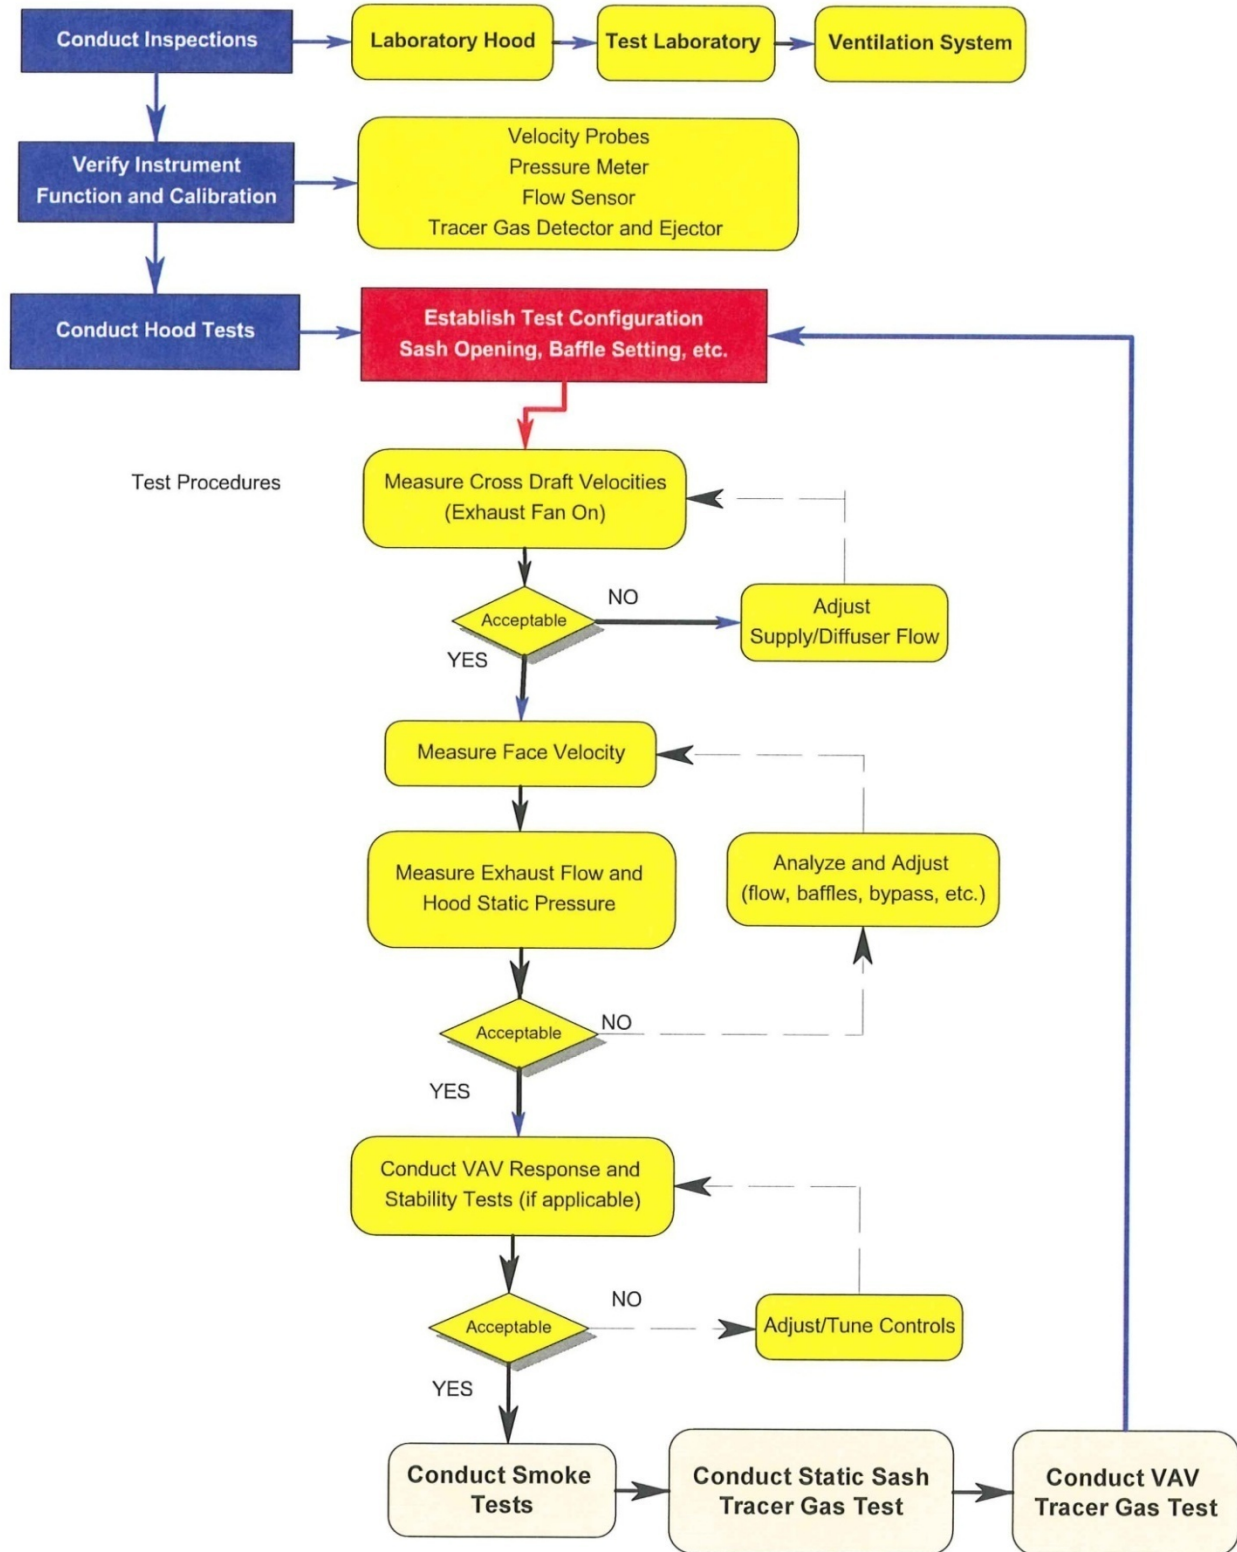 Conduct Inspections
Laboratory Hood
Test Laboratory
Ventilation System
Verify Instrument
Function and Calibration
Velocity Probes
Pressure Meter
Flow Sensor
Tracer Gas Detector and Ejector
Conduct Hood Tests
Establish Test Configuration
Sash Opening, Baffle Setting, etc.
Test Procedures
Measure Cross Draft Velocities
(Exhaust Fan On)
Acceptable
NO
YES
Adjust
Supply/Diffuser Flow
Measure Face Velocity
Measure Exhaust Flow and
Hood Static Pressure
Analyze and Adjust
(flow, baffles, bypass, etc.)
Acceptable
NO
YES
Conduct VAV Response and
Stability Tests (if applicable)
Acceptable
NO
YES
Adjust/Tune Controls
Conduct Smoke
Tests
Conduct Static Sash
Tracer Gas Test
Conduct VAV
Tracer Gas Test